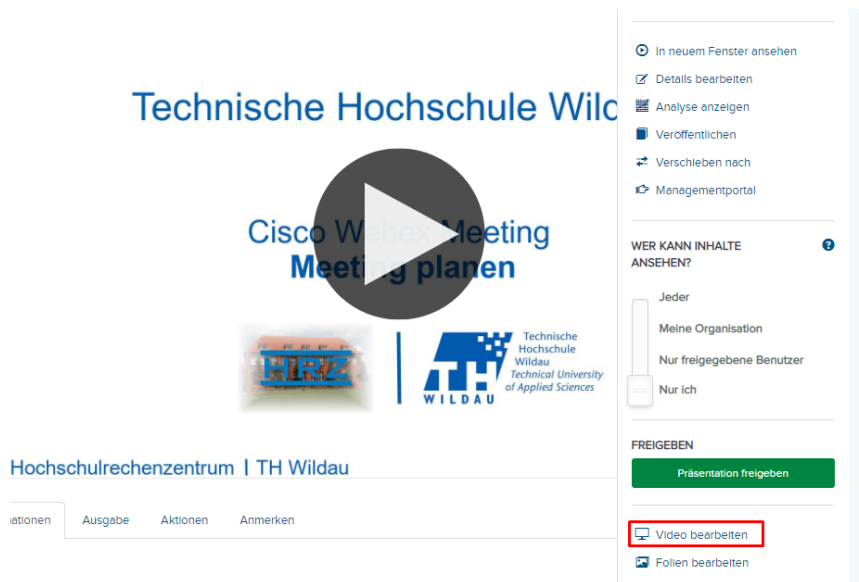 Technische Hochschule Wild
Cisco Webex Meeting
Meeting planen
HRZ
Technische
Hochschule
Wildau
Technical University
of Applied Sciences
TH
WILDAU
Hochschulrechenzentrum | TH Wildau
ationen
Ausgabe
Aktionen
Anmerken
In neuem Fenster ansehen
Details bearbeiten
Analyse anzeigen
Veröffentlichen
Verschieben nach
Managementportal
WER KANN INHALTE
ANSEHEN?
?
Jeder
Meine Organisation
Nur freigegebene Benutzer
Nur ich
FREIGEBEN
Präsentation freigeben
Video bearbeiten
Folien bearbeiten